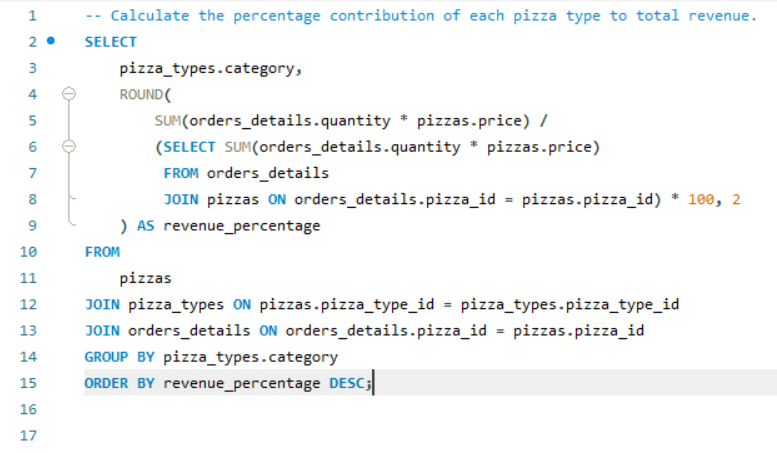 1 -- Calculate the percentage contribution of each pizza type to total revenue.
2 SELECT
3 pizza_types.category,
4 ROUND(
5 SUM(orders_details.quantity * pizzas.price) /
6 (SELECT SUM(orders_details.quantity * pizzas.price)
7 FROM orders_details
8 JOIN pizzas ON orders_details.pizza_id = pizzas.pizza_id) * 100, 2
9 ) AS revenue_percentage
10 FROM
11 pizzas
12 JOIN pizza_types ON pizzas.pizza_type_id = pizza_types.pizza_type_id
13 JOIN orders_details ON orders_details.pizza_id = pizzas.pizza_id
14 GROUP BY pizza_types.category
15 ORDER BY revenue_percentage DESC;
16
17